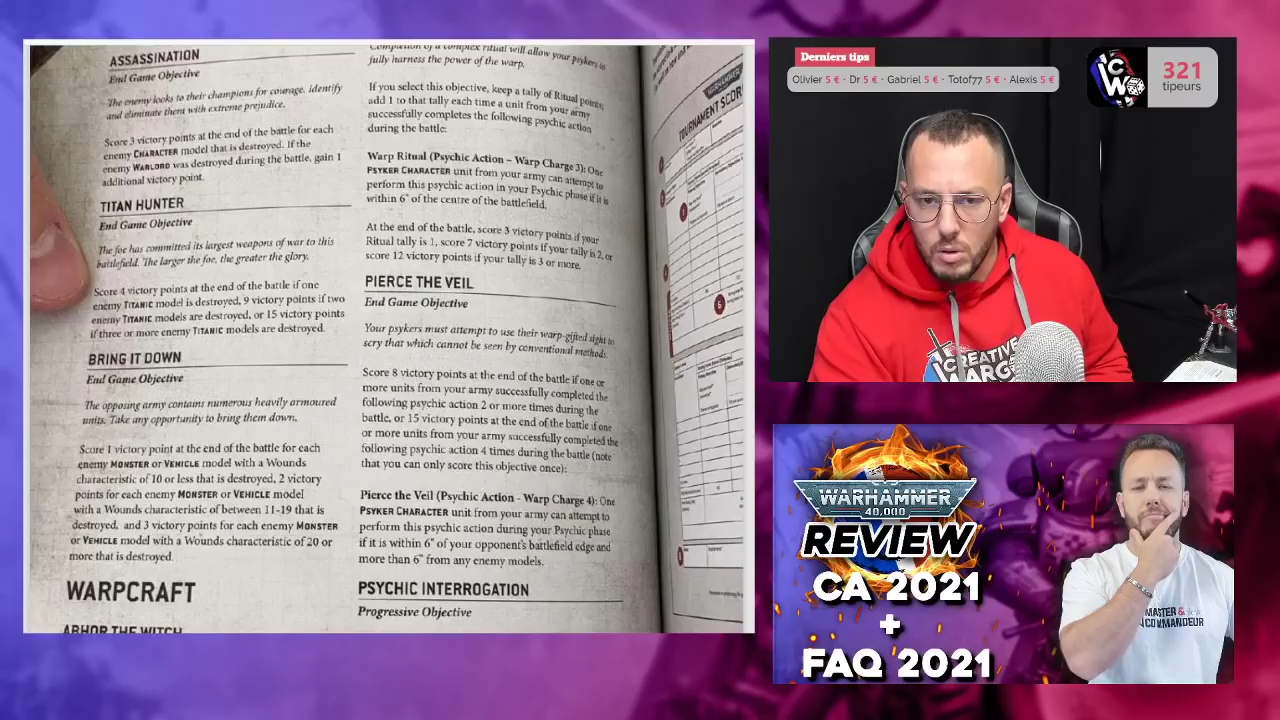 ASSASSINATION
End Game Objective
The enemy looks to their champions for courage. Identify
and eliminate them with extreme prejudice.
Score 3 victory points at the end of the battle for each
enemy CHARACTER model that is destroyed. If the
enemy WARLORD was destroyed during the battle, gain 1
additional victory point.
TITAN HUNTER
End Game Objective
The foe has committed its largest weapons of war to this
battlefield. The larger the foe, the greater the glory.
Score 4 victory points at the end of the battle if one
enemy TITANIC model is destroyed, 9 victory points if two
enemy TITANIC models are destroyed, or 15 victory points
if three or more enemy TITANIC models are destroyed.
BRING IT DOWN
End Game Objective
The opposing army contains numerous heavily armoured
units. Take any opportunity to bring them down.
Score 1 victory point at the end of the battle for each
enemy MONSTER or VEHICLE model with a Wounds
characteristic of 10 or less that is destroyed, 2 victory
points for each enemy MONSTER or VEHICLE model
with a Wounds characteristic of between 11-19 that is
destroyed, and 3 victory points for each enemy MONSTER
or VEHICLE model with a Wounds characteristic of 20 or
more that is destroyed.
WARPCRAFT
ABHOR THE WITCH
Completion of a complex ritual will allow your psykers to
fully harness the power of the warp.
If you select this objective, keep a tally of Ritual points;
add 1 to that tally each time a unit from your army
successfully completes the following psychic action
during the battle:
Warp Ritual (Psychic Action – Warp Charge 3): One
PSYKER CHARACTER unit from your army can attempt to
perform this psychic action in your Psychic phase if it is
within 6" of the centre of the battlefield.
At the end of the battle, score 3 victory points if your
Ritual tally is 1, score 7 victory points if your tally is 2, or
score 12 victory points if your tally is 3 or more.
PIERCE THE VEIL
End Game Objective
Your psykers must attempt to use their warp-gifted sight to
scry that which cannot be seen by conventional methods.
Score 8 victory points at the end of the battle if one or
more units from your army successfully completed the
following psychic action 2 or more times during the
battle, or 15 victory points at the end of the battle if one
or more units from your army successfully completed the
following psychic action 4 times during the battle (note
that you can only score this objective once):
Pierce the Veil (Psychic Action - Warp Charge 4): One
PSYKER CHARACTER unit from your army can attempt to
perform this psychic action during your Psychic phase
if it is within 6" of your opponent's battlefield edge and
more than 6" from any enemy models.
PSYCHIC INTERROGATION
Progressive Objective
WARHAMMER
TOURNAMENT SCOR
Derniers tips
Olivier 5 € · Dr 5 € · Gabriel 5 € · Totof77 5 € · Alexis 5 €
CW
321
tipeurs
CREATIVE
WARG
WARHAMMER
40,000
REVIEW
CA 2021
+
FAQ 2021
MASTER &
COMMANDEUR